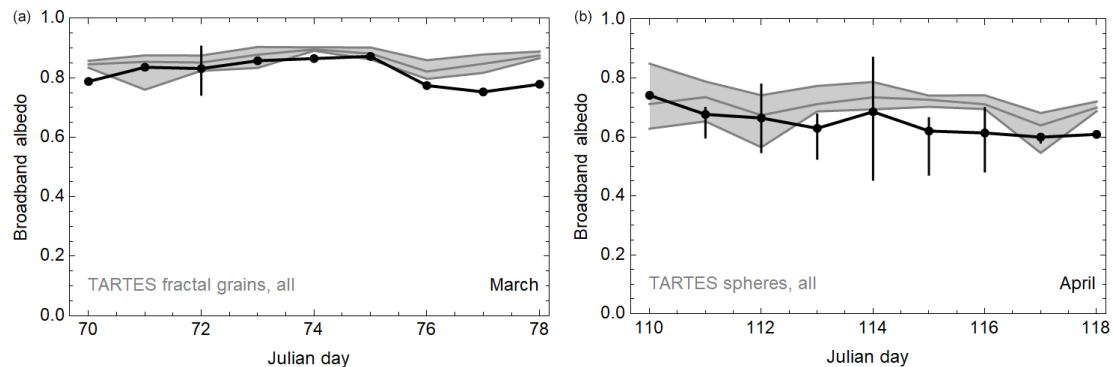 (a)
Broadband albedo
1.0
0.8
0.6
0.4
0.2
0.0
TARTES fractal grains, all
March
70
72
74
76
78
Julian day
(b)
Broadband albedo
1.0
0.8
0.6
0.4
0.2
0.0
TARTES spheres, all
April
110
112
114
116
118
Julian day